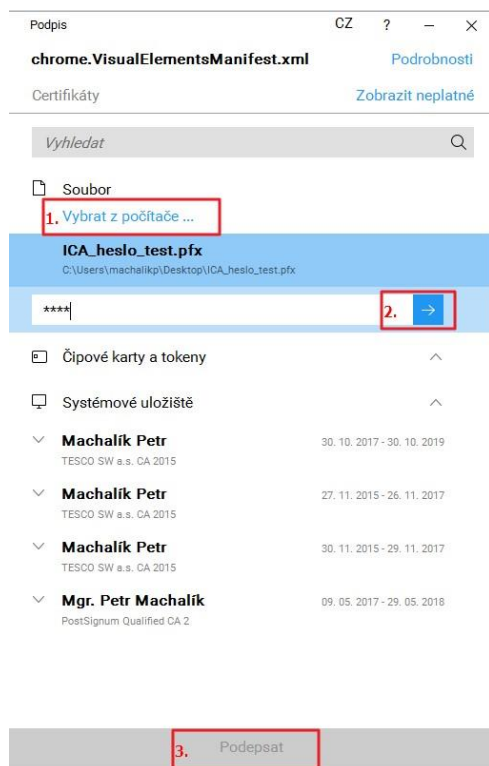 Podpis CZ ? – ×
chrome.VisualElementsManifest.xml Podrobnosti
Certifikáty Zobrazit neplatné
Vyhledat
Soubor
1. Vybrat z počítače ...
ICA_heslo_test.pfx
C:\Users\machalikp\Desktop\ICA_heslo_test.pfx
**** 2. →
Čipové karty a tokeny
Systémové uložiště
Machalík Petr 30. 10. 2017 - 30. 10. 2019
TESCO SW a.s. CA 2015
Machalík Petr 27. 11. 2015 - 26. 11. 2017
TESCO SW a.s. CA 2015
Machalík Petr 30. 11. 2015 - 29. 11. 2017
TESCO SW a.s. CA 2015
Mgr. Petr Machalík 09. 05. 2017 - 29. 05. 2018
PostSignum Qualified CA 2
3. Podepsat